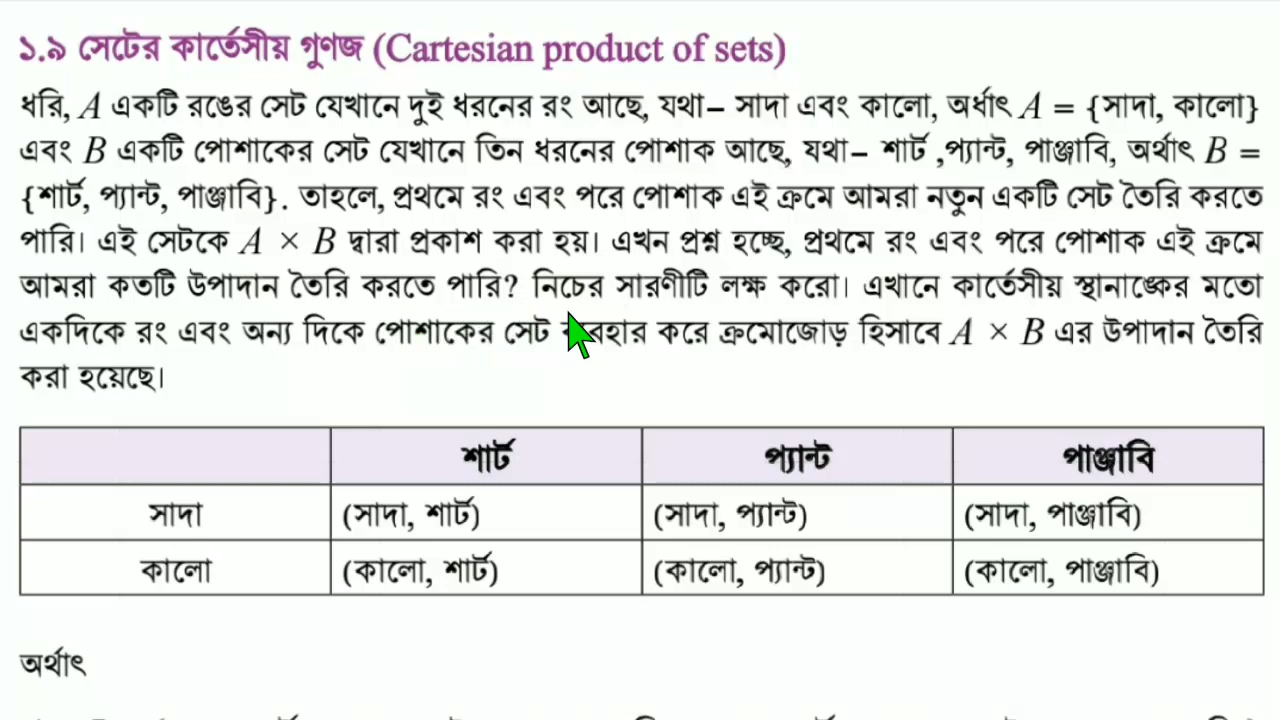 ১.৯ সেটের কার্তেসীয় গুণজ (Cartesian product of sets)
ধরি, A একটি রঙের সেট যেখানে দুই ধরনের রং আছে, যথা– সাদা এবং কালো, অর্থাৎ A = {সাদা, কালো}
এবং B একটি পোশাকের সেট যেখানে তিন ধরনের পোশাক আছে, যথা– শার্ট ,প্যান্ট, পাঞ্জাবি, অর্থাৎ B =
{শার্ট, প্যান্ট, পাঞ্জাবি}. তাহলে, প্রথমে রং এবং পরে পোশাক এই ক্রমে আমরা নতুন একটি সেট তৈরি করতে
পারি। এই সেটকে A × B দ্বারা প্রকাশ করা হয়। এখন প্রশ্ন হচ্ছে, প্রথমে রং এবং পরে পোশাক এই ক্রমে
আমরা কতটি উপাদান তৈরি করতে পারি? নিচের সারণীটি লক্ষ করো। এখানে কার্তেসীয় স্থানাঙ্কের মতো
একদিকে রং এবং অন্য দিকে পোশাকের সেট ব্যবহার করে ক্রমোজোড় হিসাবে A × B এর উপাদান তৈরি
করা হয়েছে।
শার্ট প্যান্ট পাঞ্জাবি
সাদা (সাদা, শার্ট) (সাদা, প্যান্ট) (সাদা, পাঞ্জাবি)
কালো (কালো, শার্ট) (কালো, প্যান্ট) (কালো, পাঞ্জাবি)
অর্থাৎ